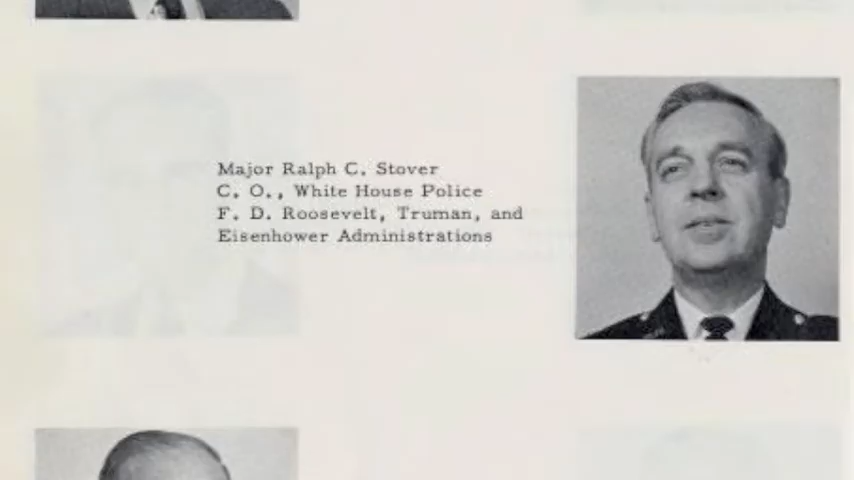 Major Ralph C. Stover
C. O., White House Police
F. D. Roosevelt, Truman, and
Eisenhower Administrations